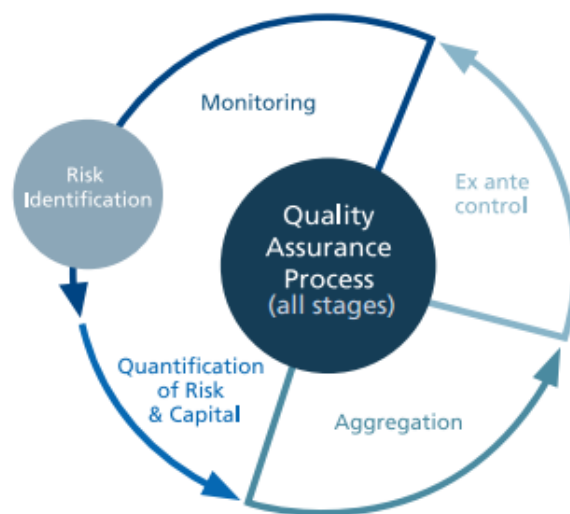 Monitoring
Risk
Identification
Ex ante
control
Quality
Assurance
Process
(all stages)
Quantification
of Risk
& Capital
Aggregation